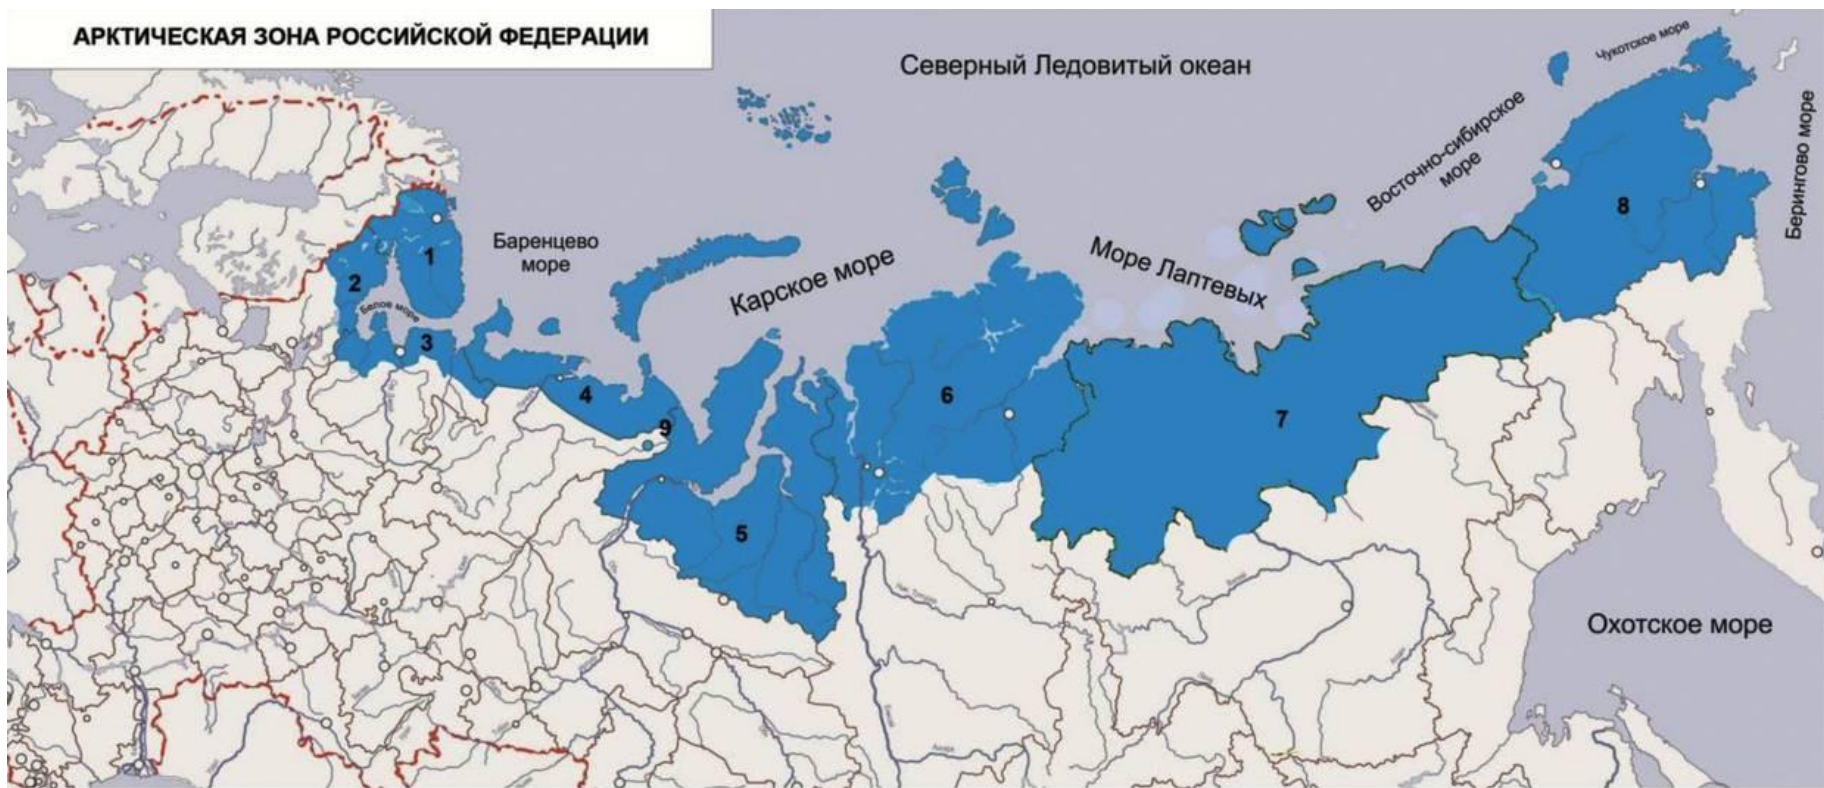 АРКТИЧЕСКАЯ ЗОНА РОССИЙСКОЙ ФЕДЕРАЦИИ
Северный Ледовитый океан
Чукотское море
Берингово море
Восточно-сибирское
море
Баренцево
море
Карское море
Море Лаптевых
Белое море
1
2
3
4
9
5
6
7
8
Охотское море